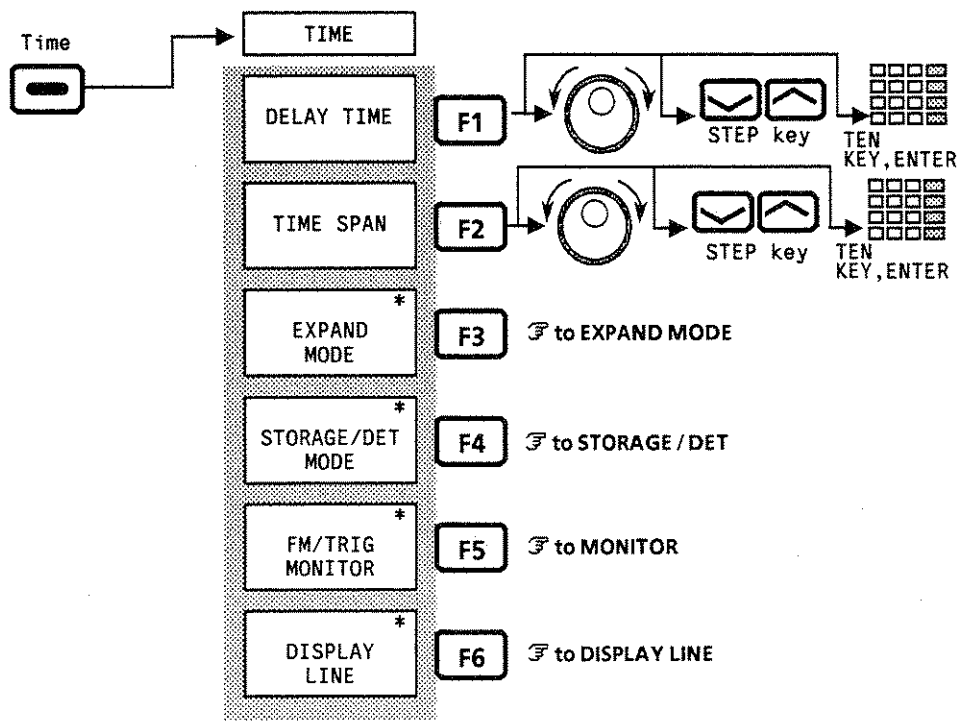 Time
TIME
DELAY TIME
F1
STEP key
TEN
KEY,ENTER
TIME SPAN
F2
STEP key
TEN
KEY,ENTER
*
EXPAND
MODE
F3
☞ to EXPAND MODE
*
STORAGE/DET
MODE
F4
☞ to STORAGE / DET
*
FM/TRIG
MONITOR
F5
☞ to MONITOR
*
DISPLAY
LINE
F6
☞ to DISPLAY LINE